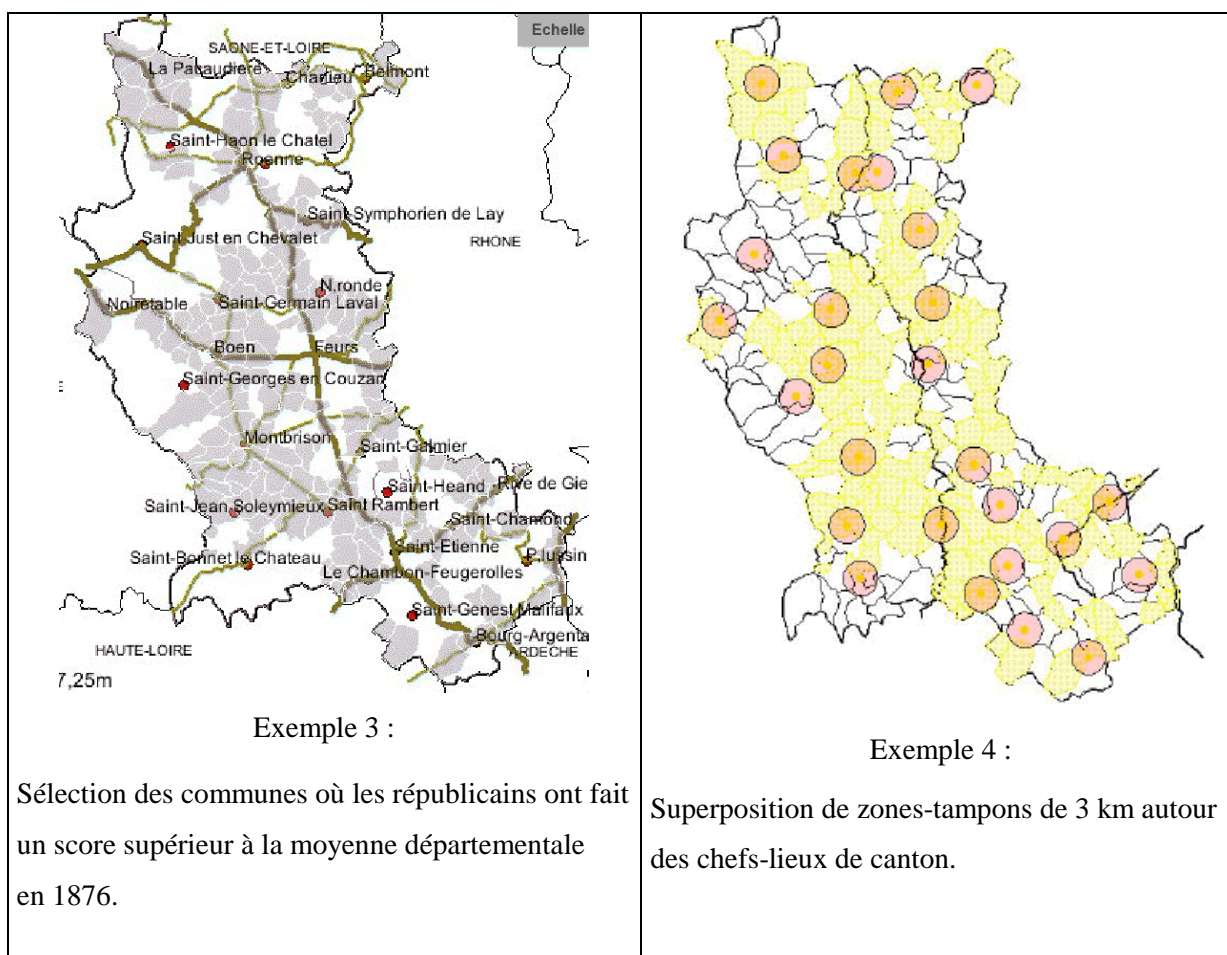 Echelle
SAONE-ET-LOIRE
La Pacaudière
Charlieu
Belmont
Saint-Haon le Chatel
Roanne
Saint-Symphorien de Lay
RHONE
Saint-Just en Chevalet
N.ronde
Noiretable
Saint-Germain Laval
Boen
Feurs
Saint-Georges en Couzan
E
Montbrison
Saint-Galmier
Saint-Heand
Rive de Gie
Saint-Jean Soleymieux
Saint Rambert
Saint-Chamond
Saint-Etienne
Saint-Bonnet le Chateau
P.lussin
Le Chambon-Feugerolles
Saint-Genest Malifaux
Bourg-Argenta
HAUTE-LOIRE
ARDECHE
7,25m
Exemple 3 :
Sélection des communes où les républicains ont fait
un score supérieur à la moyenne départementale
en 1876.
Exemple 4 :
Superposition de zones-tampons de 3 km autour
des chefs-lieux de canton.